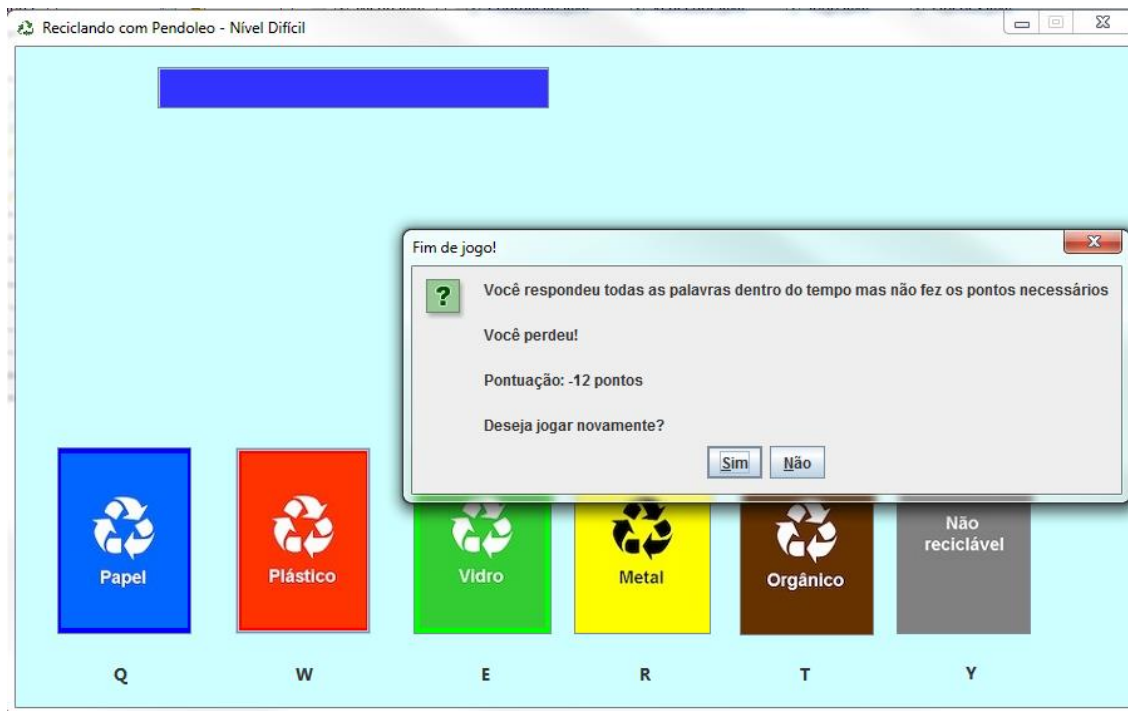 Reciclando com Pendoleo - Nível Difícil
Fim de jogo!
Você respondeu todas as palavras dentro do tempo mas não fez os pontos necessários
Você perdeu!
Pontuação: -12 pontos
Deseja jogar novamente?
Sim Não
Papel
Plástico
Vidro
Metal
Orgânico
Não
reciclável
Q W E R T Y